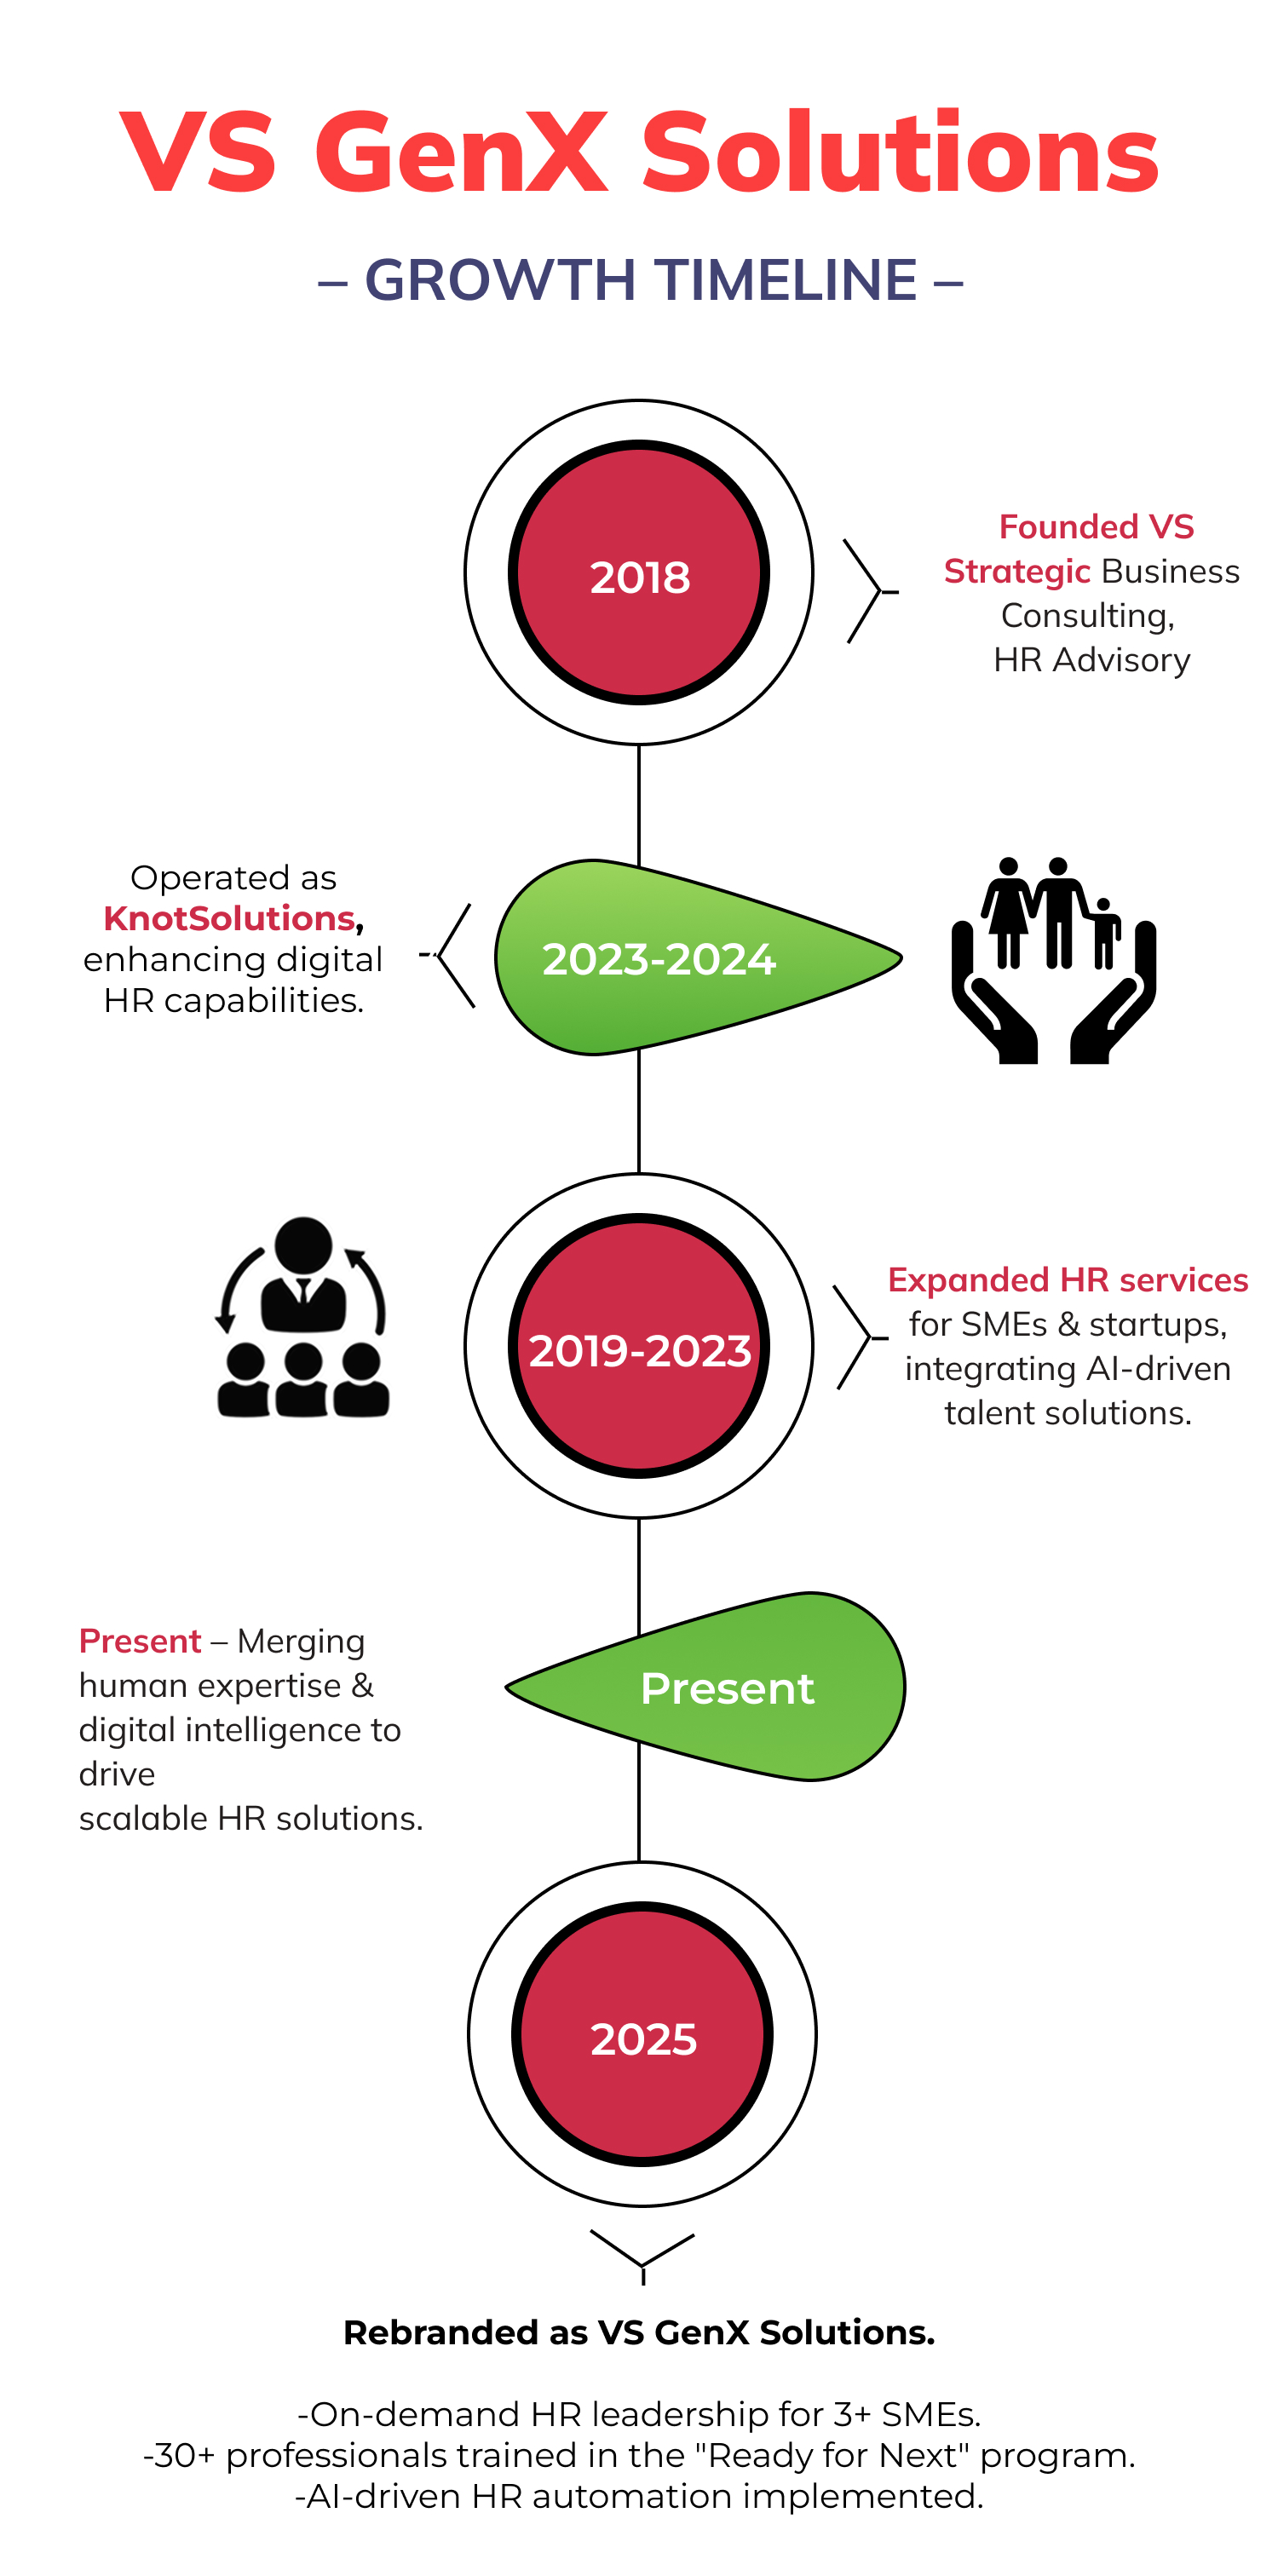 VS GenX Solutions
– GROWTH TIMELINE –
2018
Founded VS
Strategic Business
Consulting,
HR Advisory
Operated as
KnotSolutions,
enhancing digital
HR capabilities.
2023-2024
2019-2023
Expanded HR services
for SMEs & startups,
integrating AI-driven
talent solutions.
Present – Merging
human expertise &
digital intelligence to
drive
scalable HR solutions.
Present
2025
Rebranded as VS GenX Solutions.
-On-demand HR leadership for 3+ SMEs.
-30+ professionals trained in the "Ready for Next" program.
-AI-driven HR automation implemented.